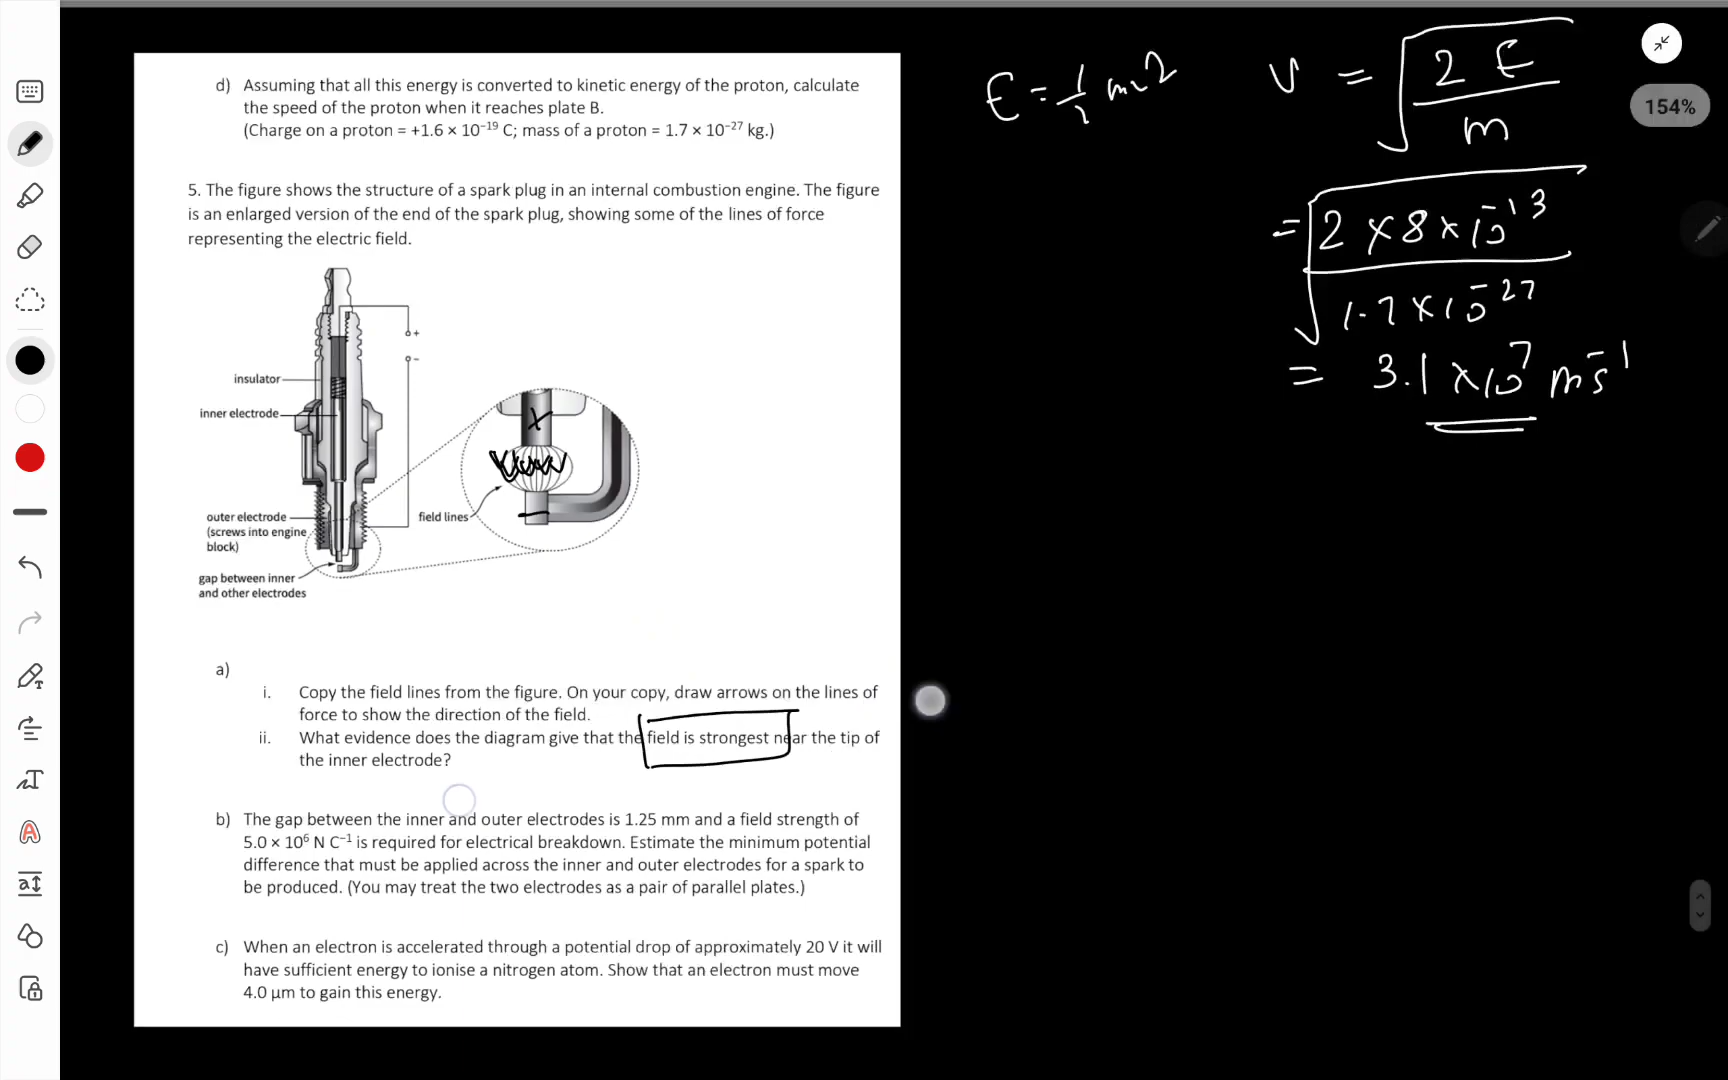 d) Assuming that all this energy is converted to kinetic energy of the proton, calculate
the speed of the proton when it reaches plate B.
(Charge on a proton = +1.6 × 10⁻¹⁹ C; mass of a proton = 1.7 × 10⁻²⁷ kg.)
5. The figure shows the structure of a spark plug in an internal combustion engine. The figure
is an enlarged version of the end of the spark plug, showing some of the lines of force
representing the electric field.
+
−
insulator
inner electrode
outer electrode
(screws into engine
block)
field lines
gap between inner
and other electrodes
+
−
a)
i. Copy the field lines from the figure. On your copy, draw arrows on the lines of
force to show the direction of the field.
ii. What evidence does the diagram give that the field is strongest near the tip of
the inner electrode?
b) The gap between the inner and outer electrodes is 1.25 mm and a field strength of
5.0 × 10⁶ N C⁻¹ is required for electrical breakdown. Estimate the minimum potential
difference that must be applied across the inner and outer electrodes for a spark to
be produced. (You may treat the two electrodes as a pair of parallel plates.)
c) When an electron is accelerated through a potential drop of approximately 20 V it will
have sufficient energy to ionise a nitrogen atom. Show that an electron must move
4.0 μm to gain this energy.
E = 1/2 mv²
v = √(2E/m)
= √(2 × 8 × 10⁻¹³ / 1.7 × 10⁻²⁷)
= 3.1 × 10⁷ ms⁻¹
154%